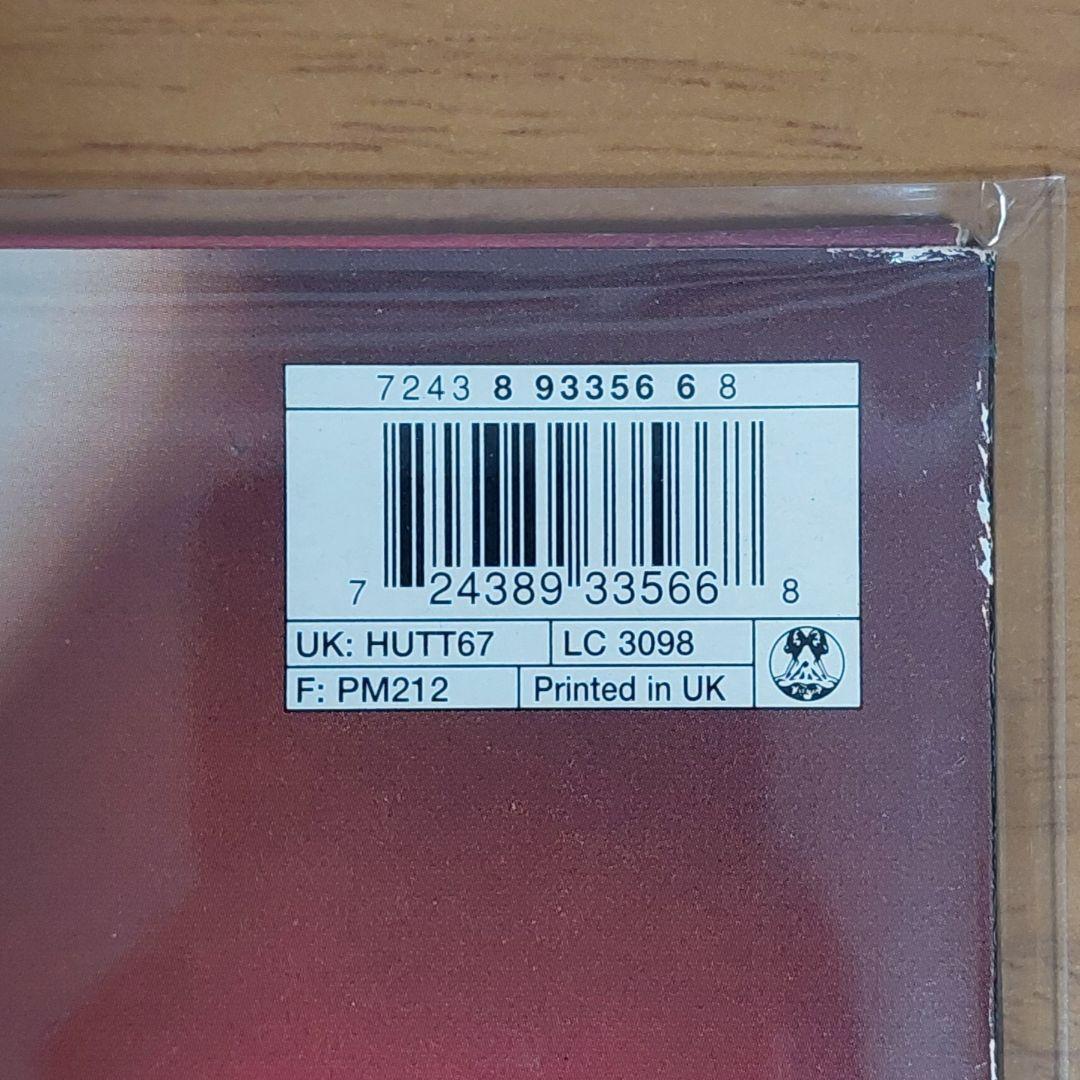 7243 8 93356 6 8
7 24389 33566 8
UK: HUTT67
LC 3098
F: PM212
Printed in UK